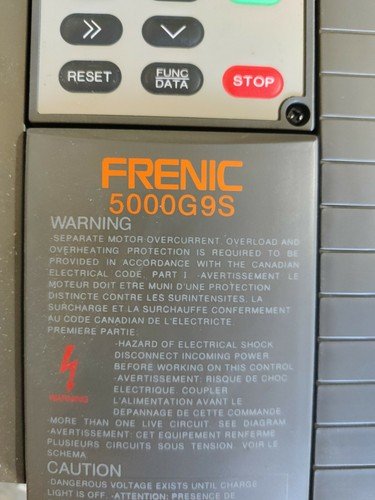 >>
RESET
FUNC
DATA
STOP
FRENIC
5000G9S
WARNING
-SEPARATE MOTOR OVERCURRENT, OVERLOAD AND
OVERHEATING PROTECTION IS REQUIRED TO BE
PROVIDED IN ACCORDANCE WITH THE CANADIAN
ELECTRICAL CODE, PART I -AVERTISSEMENT LE
MOTEUR DOIT ETRE MUNI D'UNE PROTECTION
DISTINCTE CONTRE LES SURINTENSITES, LA
SURCHARGE ET LA SURCHAUFFE CONFERMEMENT
AU CODE CANADIAN DE L'ELECTRICITE.
PREMIERE PARTIE:
-HAZARD OF ELECTRICAL SHOCK
DISCONNECT INCOMING POWER
BEFORE WORKING ON THIS CONTROL
-AVERTISSEMENT: RISQUE DE CHOC
ELECTRIQUE. COUPLER
L'ALIMENTATION AVANT LE
DÉPANNAGE DE CETTE COMMANDE
WARNING
-MORE THAN ONE LIVE CIRCUIT. SEE DIAGRAM
-AVERTISSEMENT: CET EQUIPEMENT RENFERME
PLUSIEURS CIRCUITS SOUS TENSION. VOIR LE
SCHEMA
CAUTION
-DANGEROUS VOLTAGE EXISTS UNTIL CHARGE
LIGHT IS OFF. -ATTENTION: PRESENCE DE